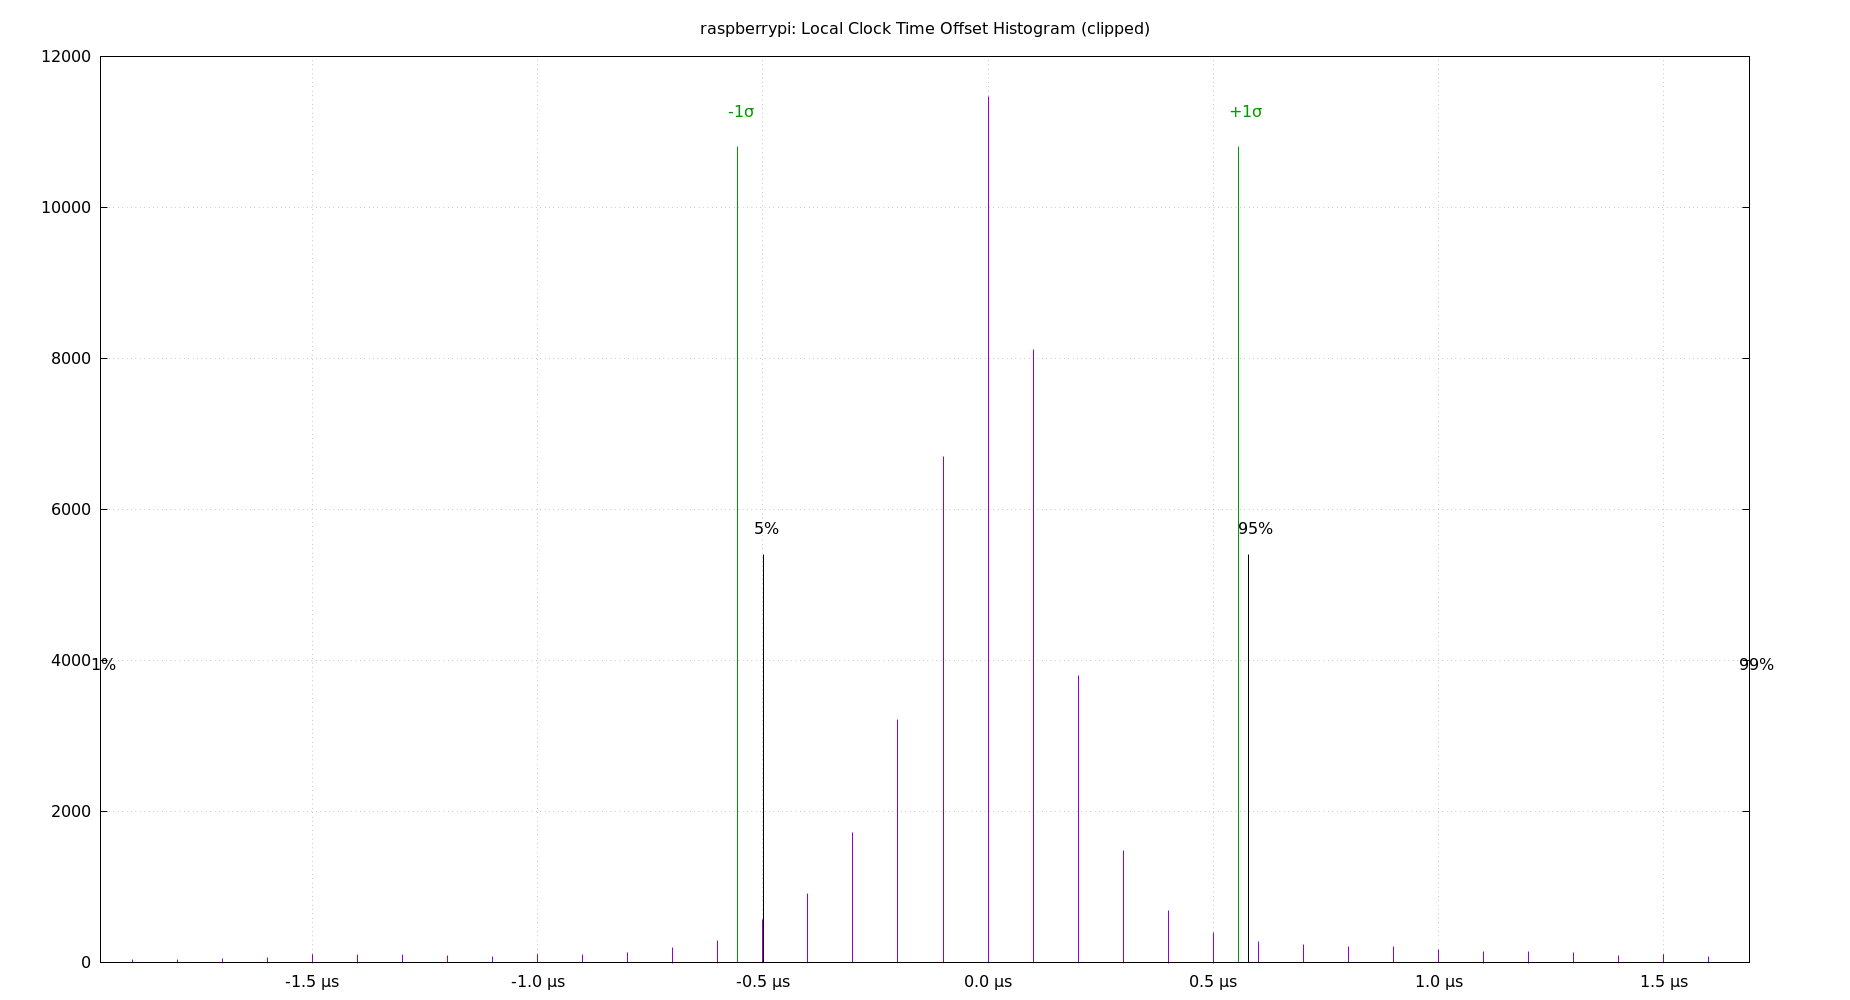 raspberrypi: Local Clock Time Offset Histogram (clipped)
12000
-1σ
+1σ
10000
8000
6000
5%
95%
4000
1%
99%
2000
0
-1.5 µs
-1.0 µs
-0.5 µs
0.0 µs
0.5 µs
1.0 µs
1.5 µs